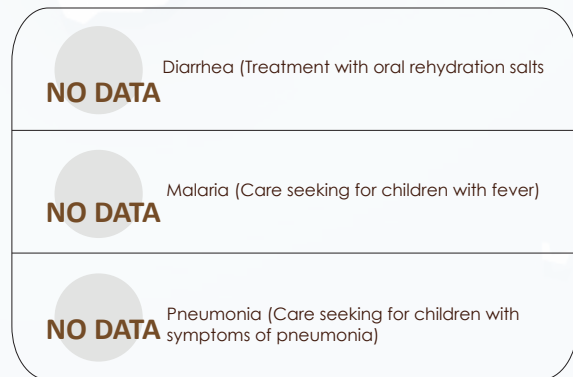 Diarrhea (Treatment with oral rehydration salts
NO DATA
Malaria (Care seeking for children with fever)
NO DATA
Pneumonia (Care seeking for children with
NO DATA
symptoms of pneumonia)